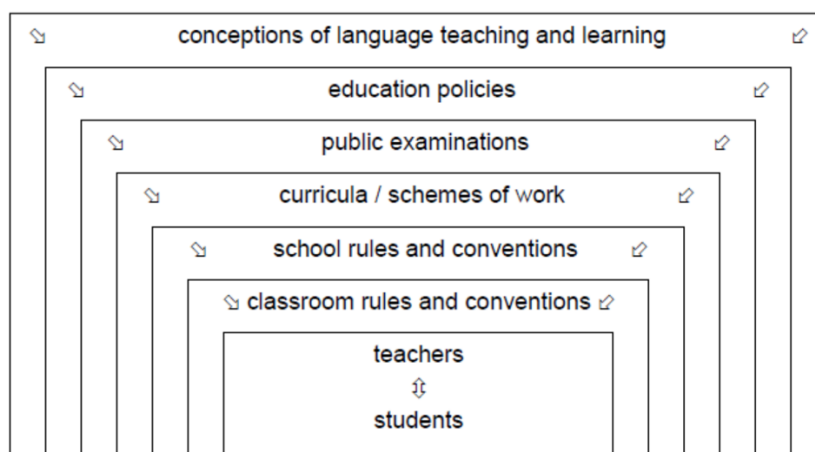 conceptions of language teaching and learning
education policies
public examinations
curricula / schemes of work
school rules and conventions
classroom rules and conventions
teachers
students